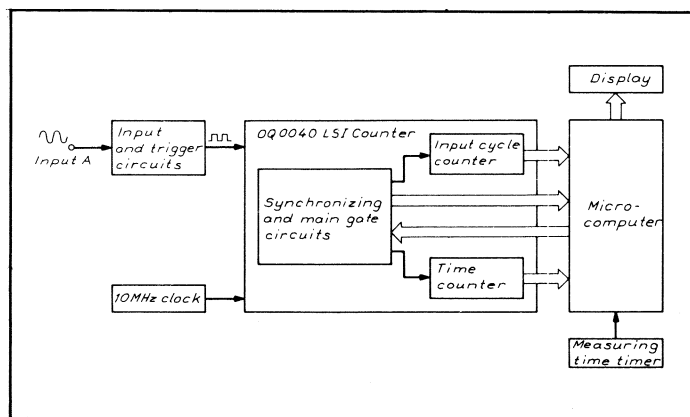 Input A
Input
and trigger
circuits
10MHz clock
OQ0040 LSI Counter
Synchronizing
and main gate
circuits
Input cycle
counter
Time
counter
Display
Micro-
computer
Measuring
time timer